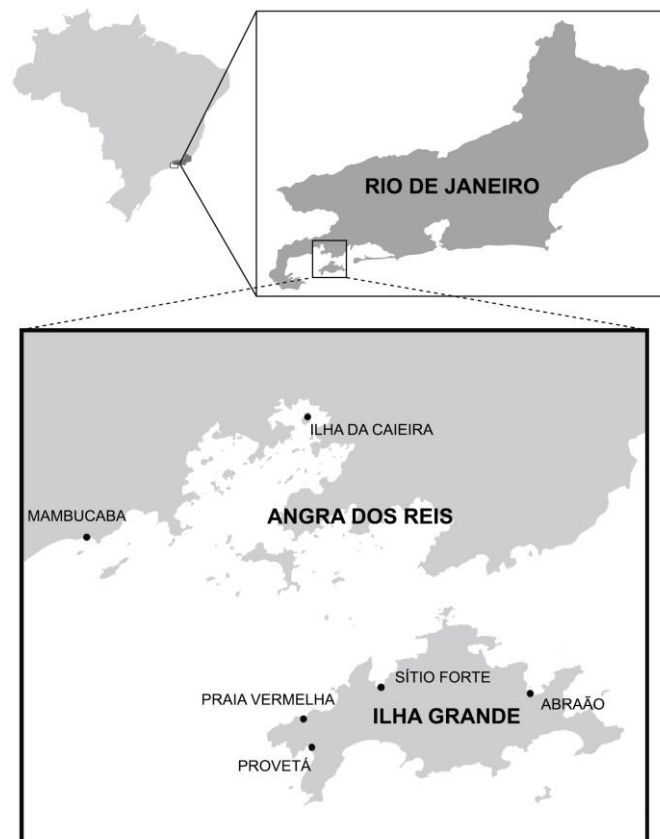 RIO DE JANEIRO
ILHA DA CAIEIRA
MAMBUCABA
ANGRA DOS REIS
SÍTIO FORTE
PRAIA VERMELHA
ABRAÃO
ILHA GRANDE
PROVETÁ